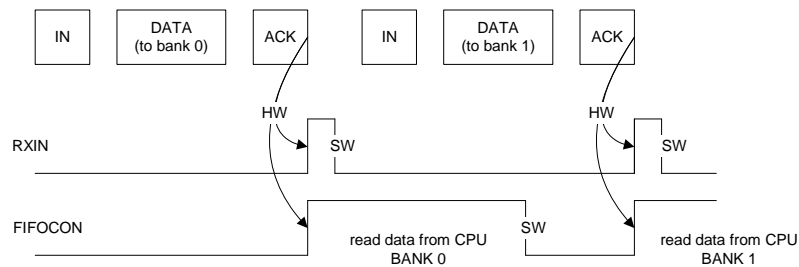 IN
DATA
(to bank 0)
ACK
IN
DATA
(to bank 1)
ACK
HW
HW
RXIN
SW
SW
FIFOCON
SW
read data from CPU
BANK 0
read data from CPU
BANK 1